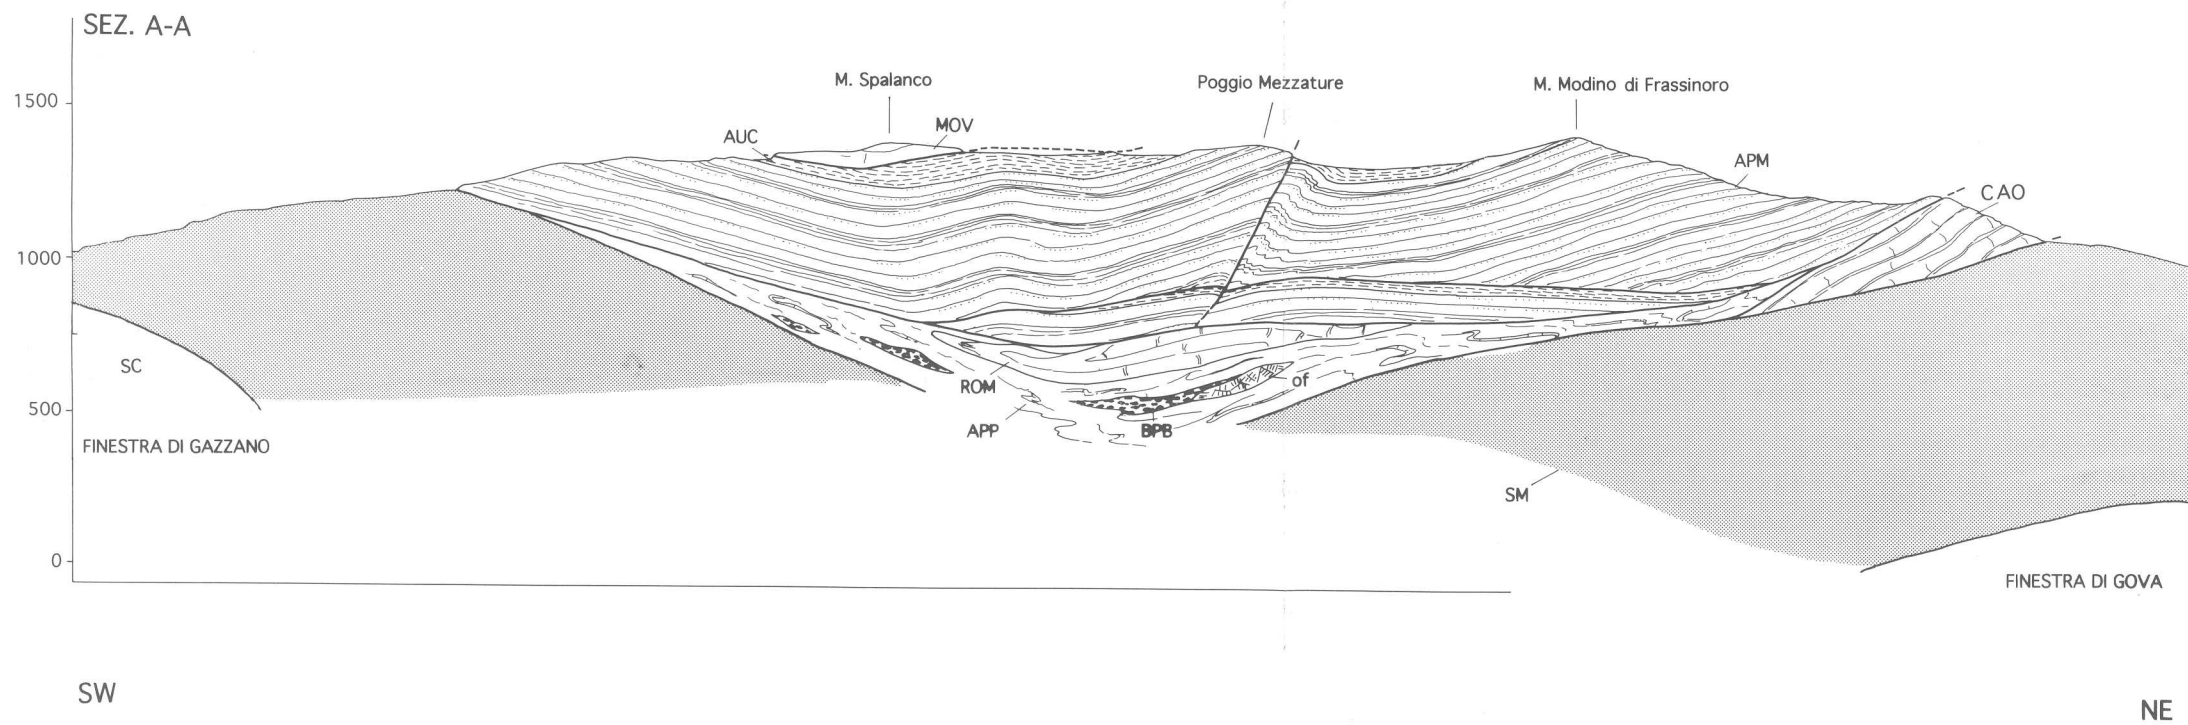 SEZ. A-A
M. Spalanco
Poggio Mezzature
M. Modino di Frassinoro
1500
AUC
MOV
APM
CAO
1000
SC
ROM
of
500
APP
BPB
FINESTRA DI GAZZANO
SM
0
FINESTRA DI GOVA
SW
NE